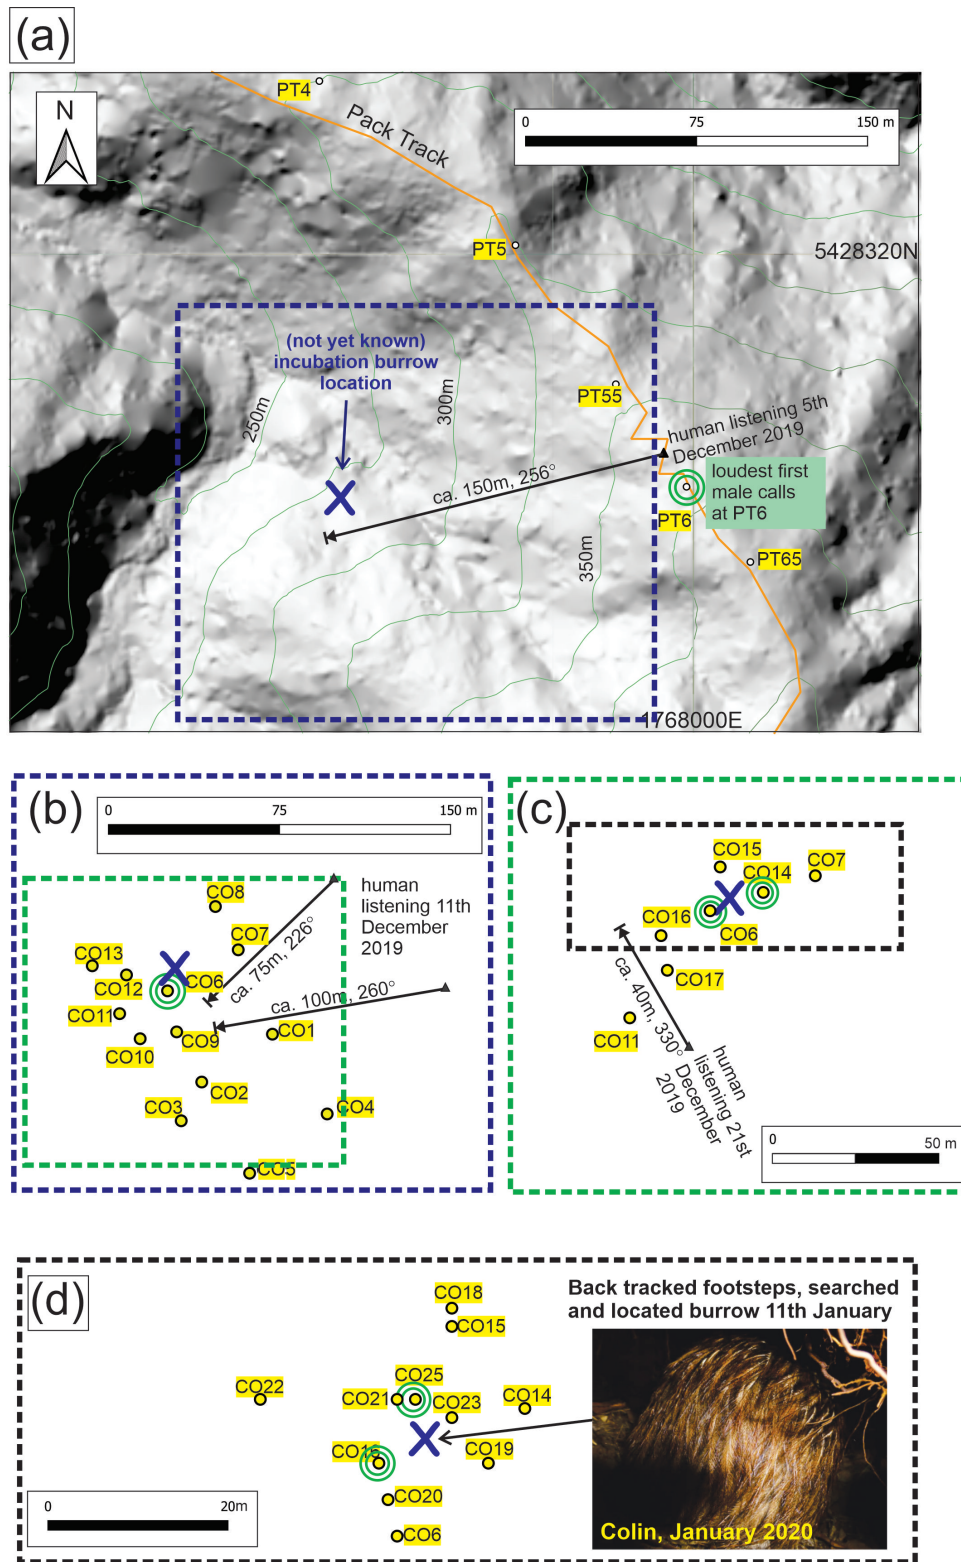 (a)
N
PT4
Pack Track
0 75 150 m
PT5
5428320N
(not yet known)
incubation burrow
location
250m
300m
PT55
human listening 5th
December 2019
ca. 150m, 256°
loudest first
male calls
at PT6
PT6
350m
PT65
1768000E
(b)
0 75 150 m
human
listening 11th
December
2019
CO8
CO7
ca. 75m, 226°
CO13
CO12
CO6
ca. 100m, 260°
CO11
CO10
CO9
CO1
CO2
CO3
CO4
CO5
(c)
CO15
CO14
CO7
CO16
CO6
CO17
CO11
ca. 40m, 330°
human
listening 21st
December
2019
0 50 m
(d)
Back tracked footsteps, searched
and located burrow 11th January
CO18
CO15
CO22
CO25
CO21
CO23
CO14
CO16
CO19
CO20
CO6
0 20m
Colin, January 2020